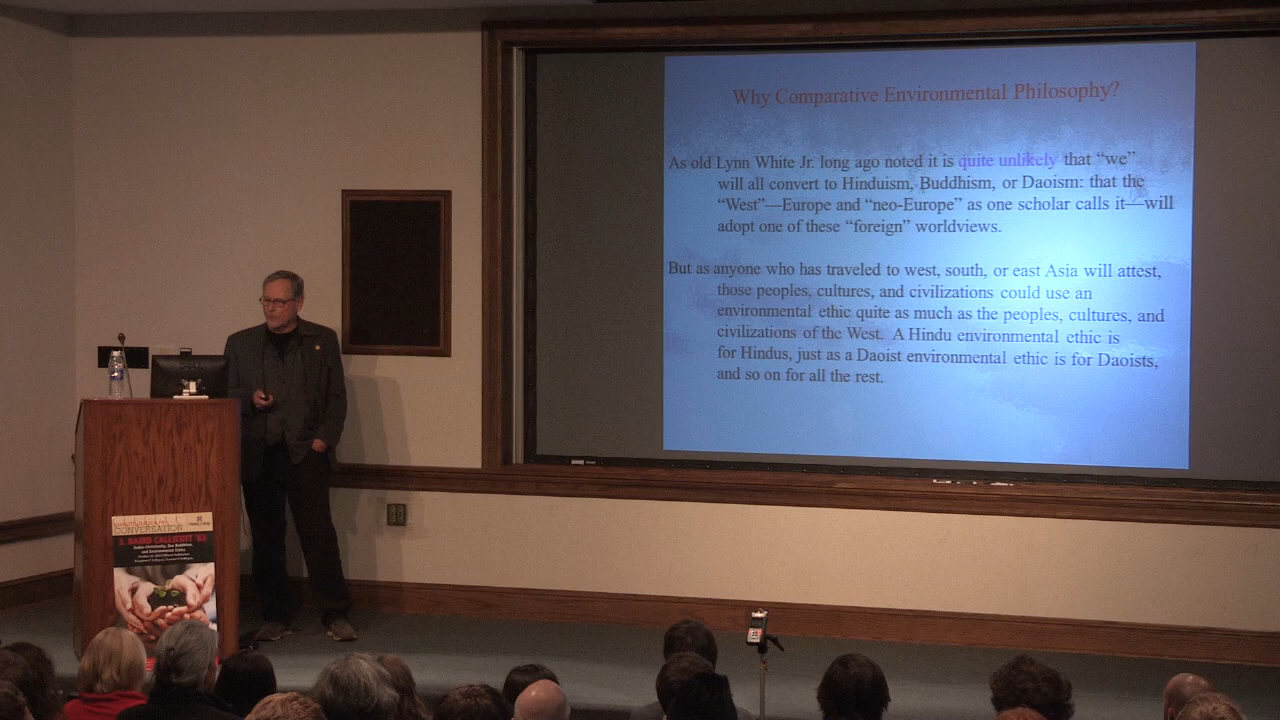 Why Comparative Environmental Philosophy?
As old Lynn White Jr. long ago noted it is quite unlikely that “we”
will all convert to Hinduism, Buddhism, or Daoism: that the
“West”—Europe and “neo-Europe” as one scholar calls it—will
adopt one of these “foreign” worldviews.
But as anyone who has traveled to west, south, or east Asia will attest,
those peoples, cultures, and civilizations could use an
environmental ethic quite as much as the peoples, cultures, and
civilizations of the West. A Hindu environmental ethic is
for Hindus, just as a Daoist environmental ethic is for Daoists,
and so on for all the rest.
DELL
CONVERSATION
J. BAIRD CALLICOTT '63
and Environmental Ethics